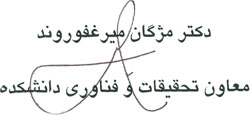 دکتر مژگان میرغفوروند
معاون تحقیقات و فناوری دانشکده